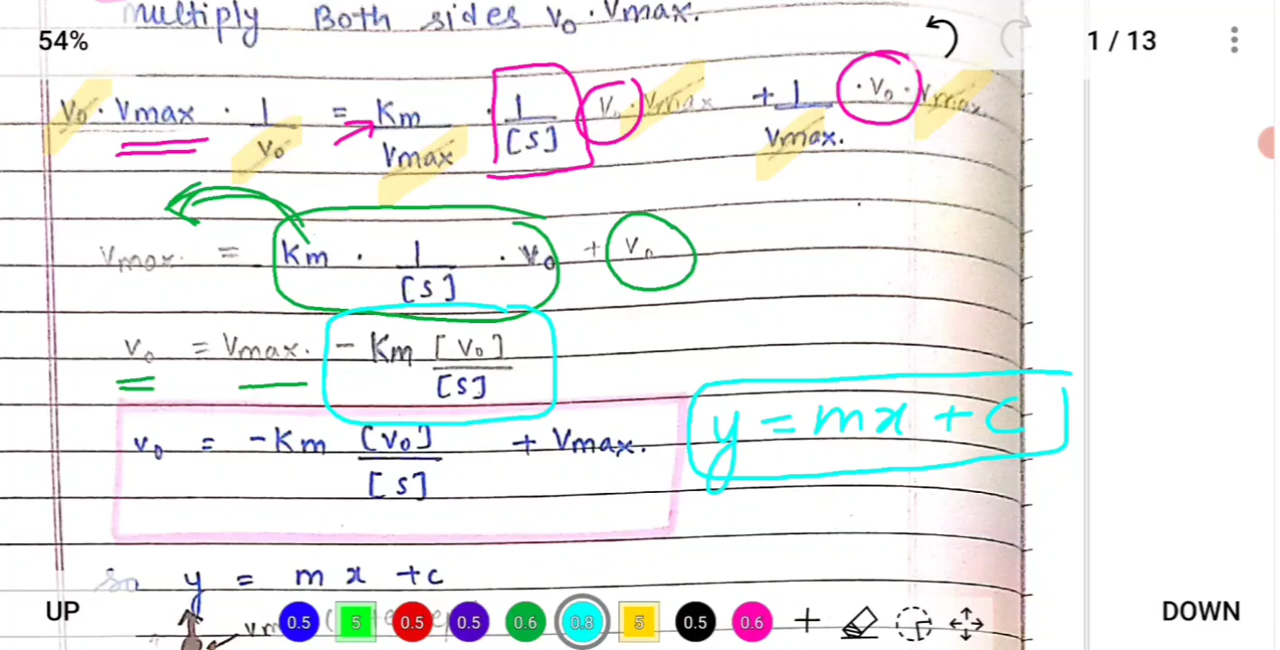 multiply Both sides v₀ · Vmax.
54%
1 / 13
V₀ · Vmax · 1/v₀ = Km/Vmax · 1/[S] V₀ · Vmax + 1/Vmax. · V₀ · Vmax.
Vmax. = Km · 1/[S] · V₀ + V₀
V₀ = Vmax. - Km [V₀]/[S]
y = mx + C
V₀ = -Km [V₀]/[S] + Vmax.
so y = m x + c
UP
0.5
5
0.5
0.5
0.6
0.8
5
0.5
0.6
DOWN